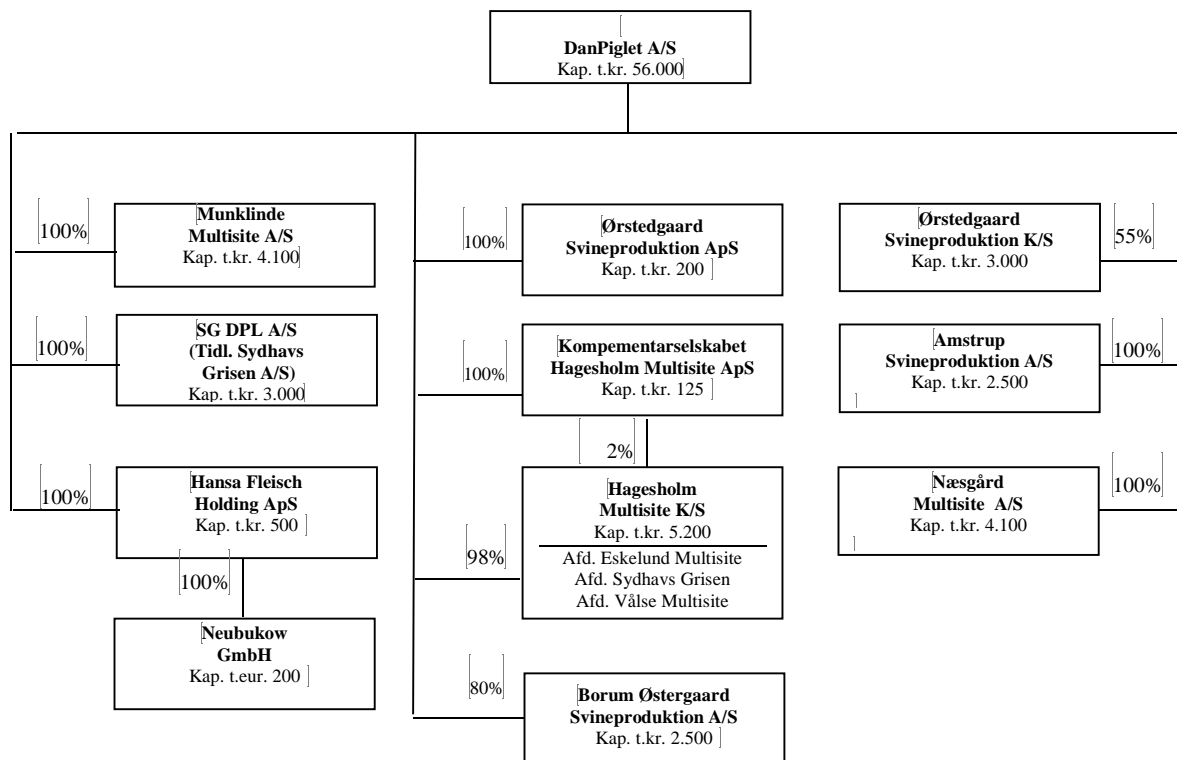 DanPiglet A/S
Kap. t.kr. 56.000
100%
Munklinde
Multisite A/S
Kap. t.kr. 4.100
100%
SG DPL A/S
(Tidl. Sydhavs
Grisen A/S)
Kap. t.kr. 3.000
100%
Hansa Fleisch
Holding ApS
Kap. t.kr. 500
100%
Neubukow
GmbH
Kap. t.eur. 200
100%
Ørstedgaard
Svineproduktion ApS
Kap. t.kr. 200
100%
Kompementarselskabet
Hagesholm Multisite ApS
Kap. t.kr. 125
2%
98%
Hagesholm
Multisite K/S
Kap. t.kr. 5.200
Afd. Eskelund Multisite
Afd. Sydhavs Grisen
Afd. Vålse Multisite
80%
Borum Østergaard
Svineproduktion A/S
Kap. t.kr. 2.500
Ørstedgaard
Svineproduktion K/S
Kap. t.kr. 3.000
55%
Amstrup
Svineproduktion A/S
Kap. t.kr. 2.500
100%
Næsgård
Multisite A/S
Kap. t.kr. 4.100
100%